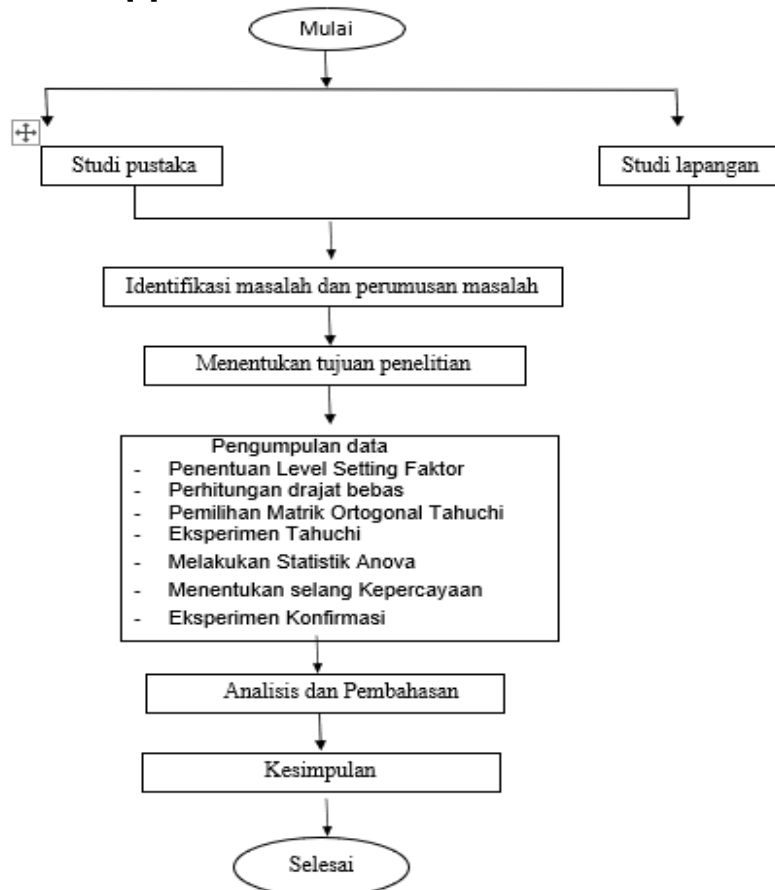 Mulai
Studi pustaka
Studi lapangan
Identifikasi masalah dan perumusan masalah
Menentukan tujuan penelitian
Pengumpulan data
- Penentuan Level Setting Faktor
- Perhitungan drajat bebas
- Pemilihan Matrik Ortogonal Tahuchi
- Eksperimen Tahuchi
- Melakukan Statistik Anova
- Menentukan selang Kepercayaan
- Eksperimen Konfirmasi
Analisis dan Pembahasan
Kesimpulan
Selesai